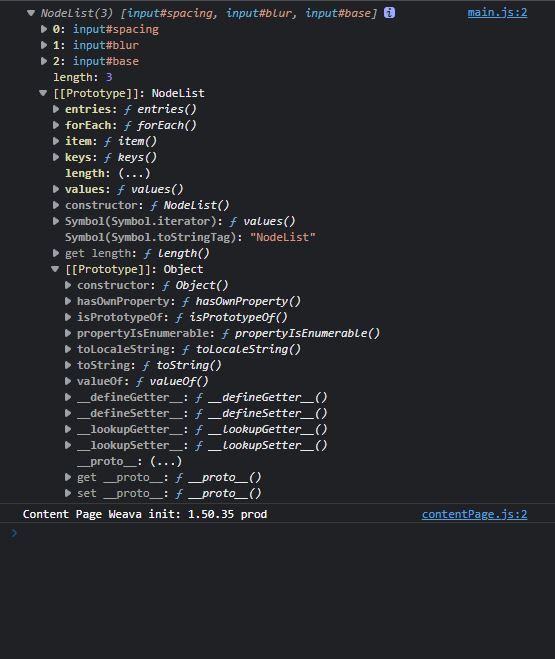 NodeList(3) [input#spacing, input#blur, input#base] i main.js:2
0: input#spacing
1: input#blur
2: input#base
length: 3
[[Prototype]]: NodeList
entries: ƒ entries()
forEach: ƒ forEach()
item: ƒ item()
keys: ƒ keys()
length: (...)
values: ƒ values()
constructor: ƒ NodeList()
Symbol(Symbol.iterator): ƒ values()
Symbol(Symbol.toStringTag): "NodeList"
get length: ƒ length()
[[Prototype]]: Object
constructor: ƒ Object()
hasOwnProperty: ƒ hasOwnProperty()
isPrototypeOf: ƒ isPrototypeOf()
propertyIsEnumerable: ƒ propertyIsEnumerable()
toLocaleString: ƒ toLocaleString()
toString: ƒ toString()
valueOf: ƒ valueOf()
__defineGetter__: ƒ __defineGetter__()
__defineSetter__: ƒ __defineSetter__()
__lookupGetter__: ƒ __lookupGetter__()
__lookupSetter__: ƒ __lookupSetter__()
__proto__: (...)
get __proto__: ƒ __proto__()
set __proto__: ƒ __proto__()
Content Page Weava init: 1.50.35 prod contentPage.js:2